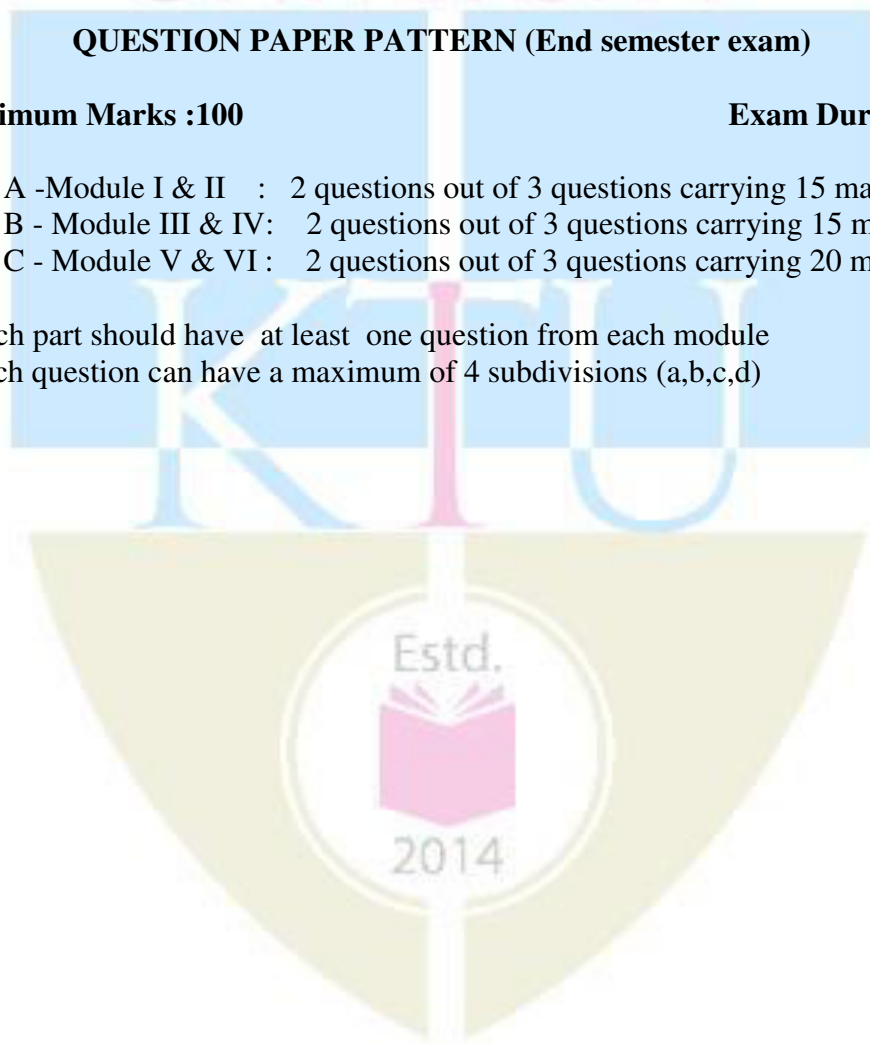 QUESTION PAPER PATTERN (End semester exam)
imum Marks :100 Exam Dur
A -Module I & II : 2 questions out of 3 questions carrying 15 ma
B - Module III & IV: 2 questions out of 3 questions carrying 15 m
C - Module V & VI : 2 questions out of 3 questions carrying 20 m
ch part should have at least one question from each module
ch question can have a maximum of 4 subdivisions (a,b,c,d)
KTU
Estd.
2014